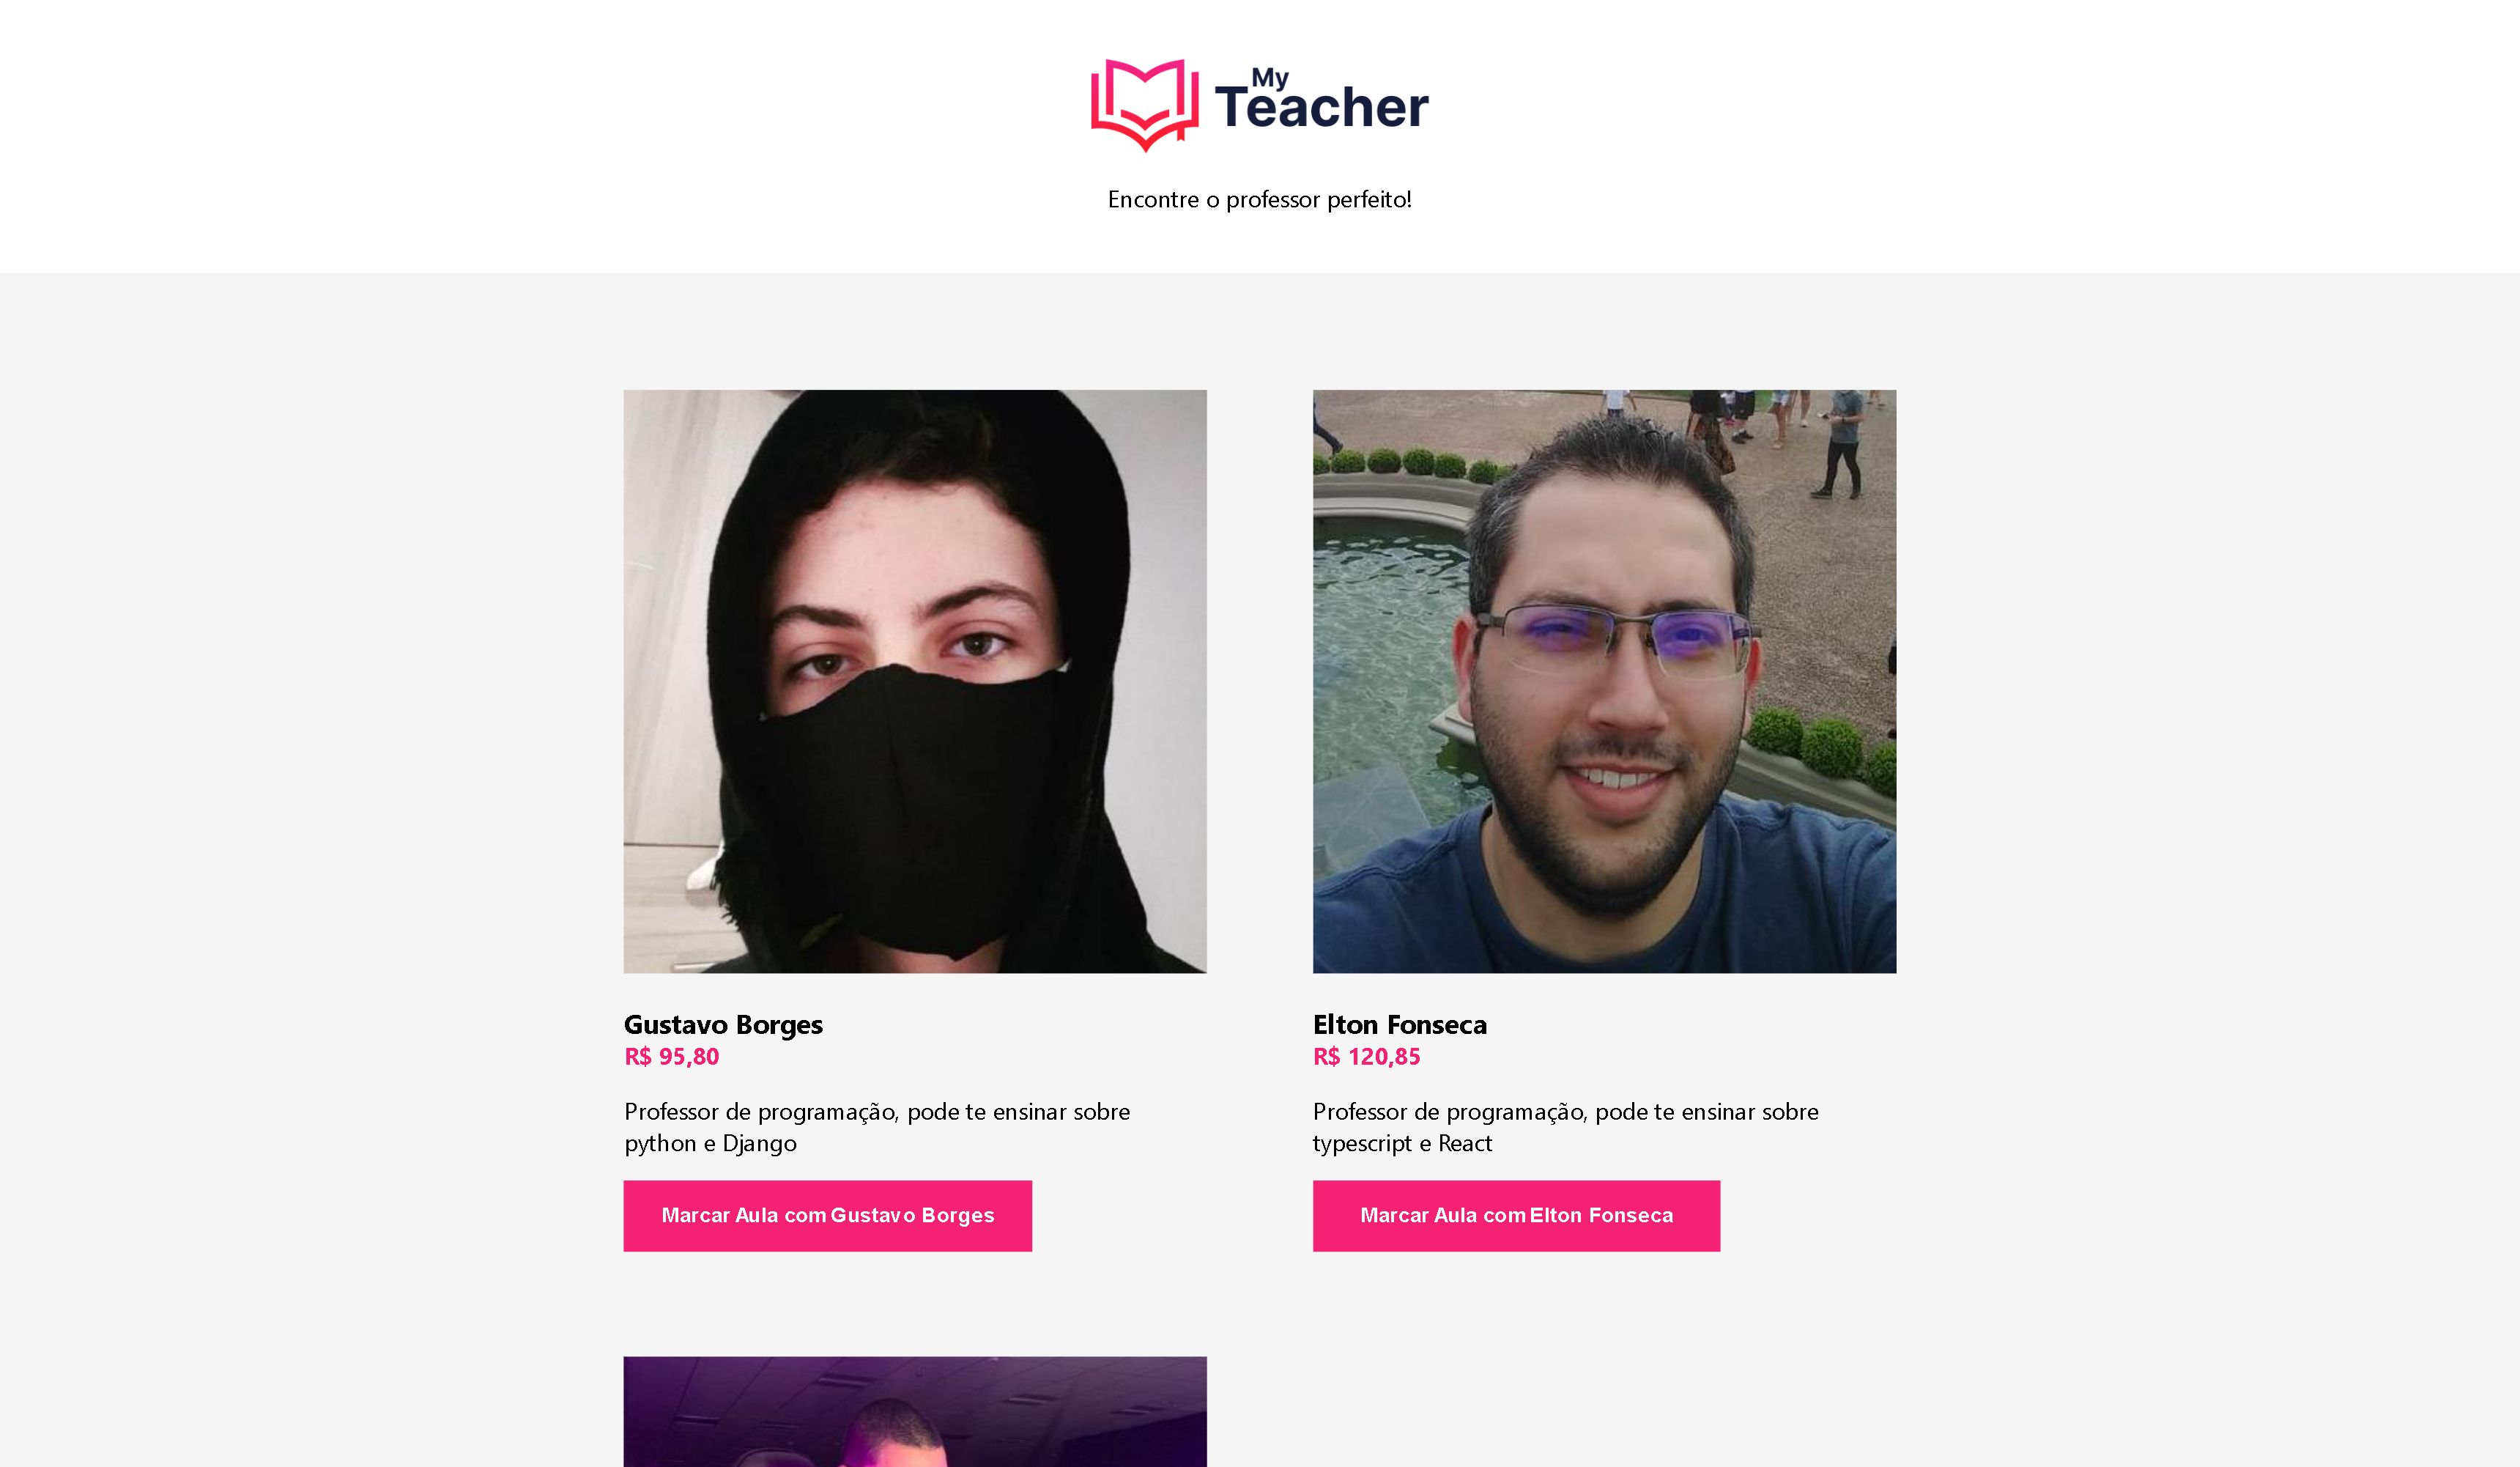 My
Teacher
Encontre o professor perfeito!
Gustavo Borges
R$ 95,80
Professor de programação, pode te ensinar sobre
python e Django
Marcar Aula com Gustavo Borges
Elton Fonseca
R$ 120,85
Professor de programação, pode te ensinar sobre
typescript e React
Marcar Aula com Elton Fonseca